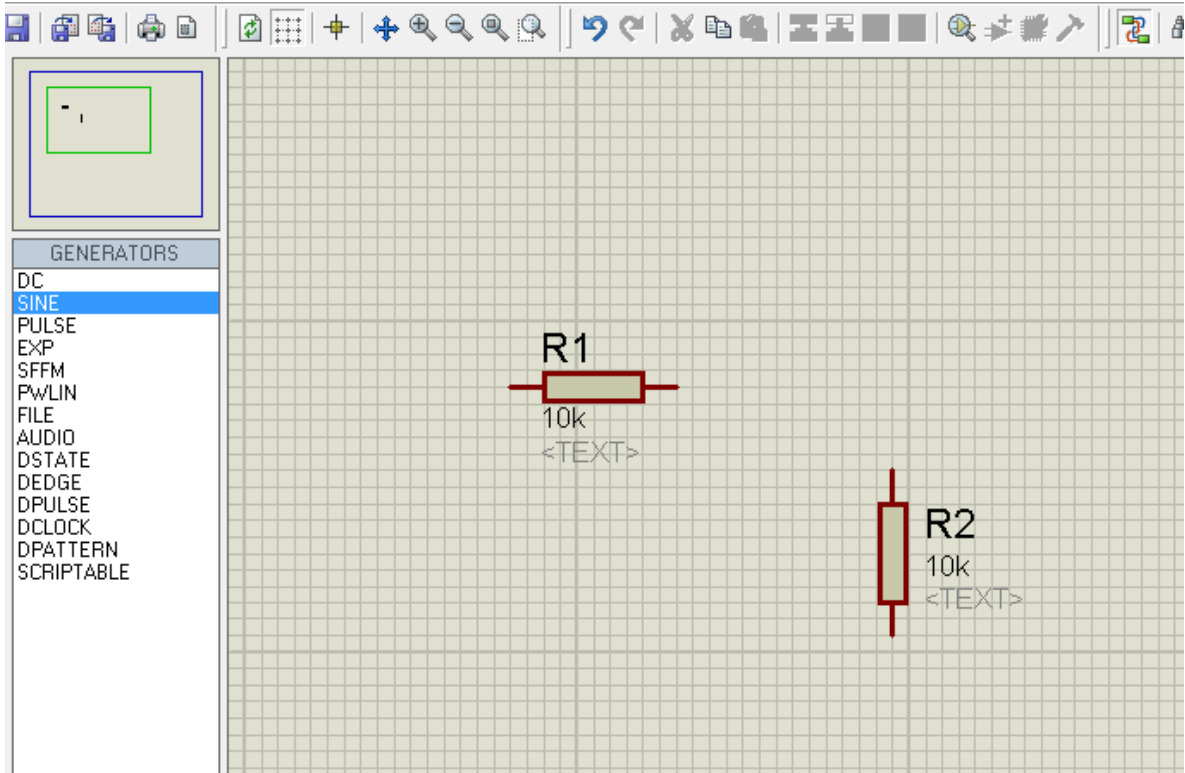 GENERATORS
DC
SINE
PULSE
EXP
SFFM
PWLIN
FILE
AUDIO
DSTATE
DEDGE
DPULSE
DCLOCK
DPATTERN
SCRIPTABLE
R1
10k
<TEXT>
R2
10k
<TEXT>